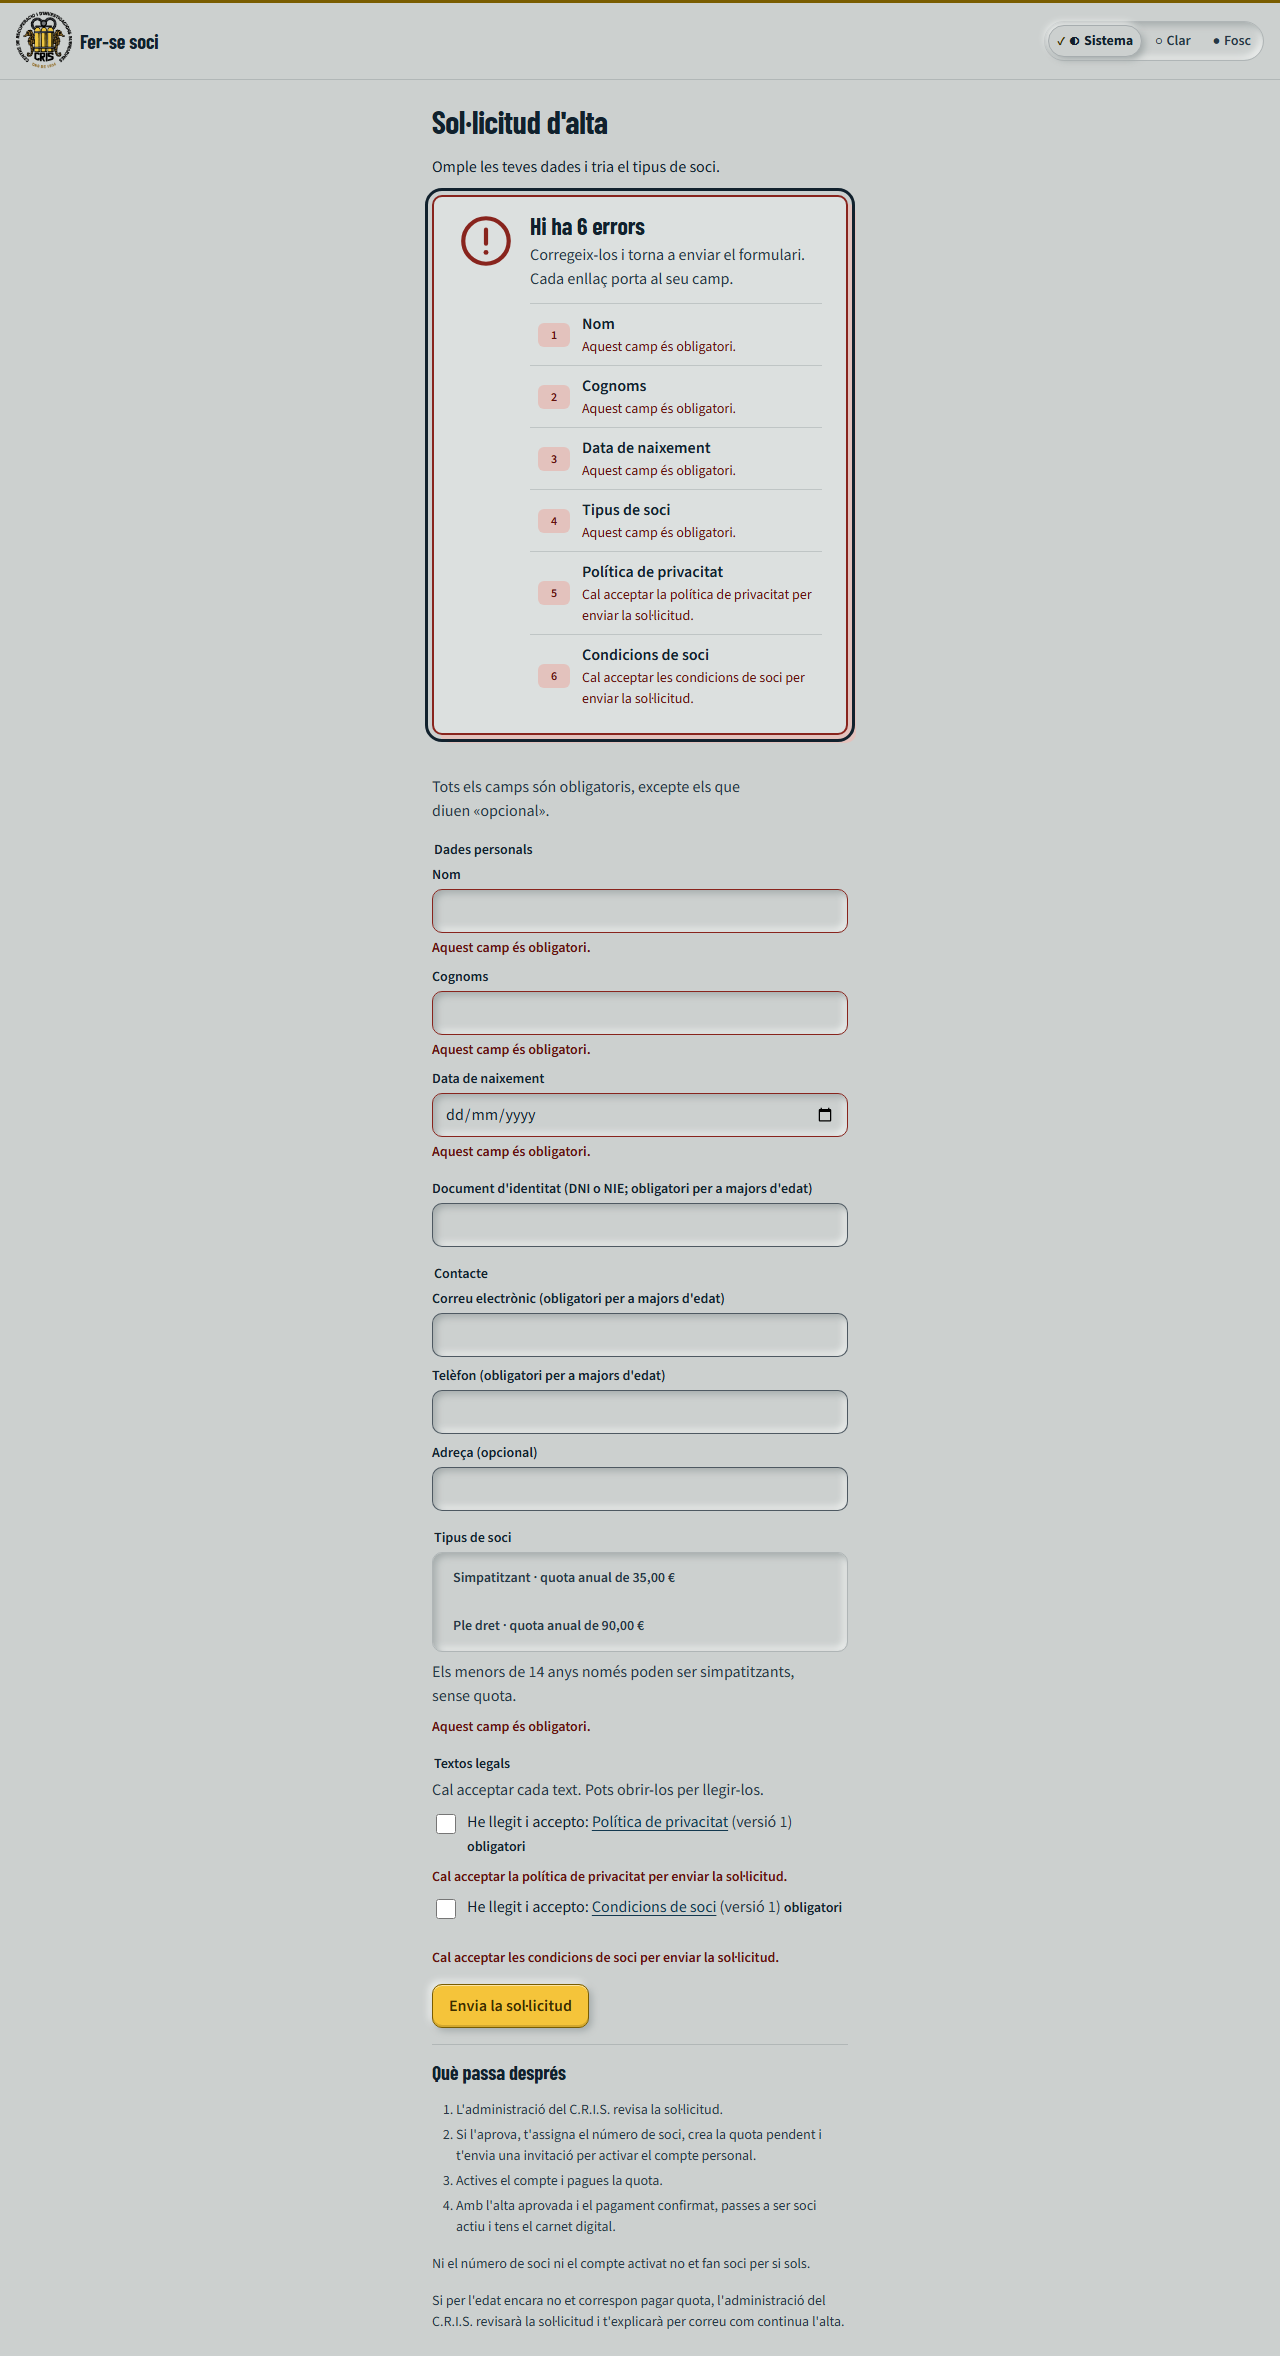 CRIS
Fer-se soci
✓ ◐ Sistema ○ Clar ● Fosc
Sol·licitud d'alta
Omple les teves dades i tria el tipus de soci.
Hi ha 6 errors
Corregeix-los i torna a enviar el formulari.
Cada enllaç porta al seu camp.
1 Nom
Aquest camp és obligatori.
2 Cognoms
Aquest camp és obligatori.
3 Data de naixement
Aquest camp és obligatori.
4 Tipus de soci
Aquest camp és obligatori.
5 Política de privacitat
Cal acceptar la política de privacitat per
enviar la sol·licitud.
6 Condicions de soci
Cal acceptar les condicions de soci per
enviar la sol·licitud.
Tots els camps són obligatoris, excepte els que
diuen «opcional».
Dades personals
Nom
Aquest camp és obligatori.
Cognoms
Aquest camp és obligatori.
Data de naixement
dd/mm/yyyy
Aquest camp és obligatori.
Document d'identitat (DNI o NIE; obligatori per a majors d'edat)
Contacte
Correu electrònic (obligatori per a majors d'edat)
Telèfon (obligatori per a majors d'edat)
Adreça (opcional)
Tipus de soci
Simpatitzant · quota anual de 35,00 €
Ple dret · quota anual de 90,00 €
Els menors de 14 anys només poden ser simpatitzants,
sense quota.
Aquest camp és obligatori.
Textos legals
Cal acceptar cada text. Pots obrir-los per llegir-los.
He llegit i accepto: Política de privacitat (versió 1)
obligatori
Cal acceptar la política de privacitat per enviar la sol·licitud.
He llegit i accepto: Condicions de soci (versió 1) obligatori
Cal acceptar les condicions de soci per enviar la sol·licitud.
Envia la sol·licitud
Què passa després
1. L'administració del C.R.I.S. revisa la sol·licitud.
2. Si l'aprova, t'assigna el número de soci, crea la quota pendent i
t'envia una invitació per activar el compte personal.
3. Actives el compte i pagues la quota.
4. Amb l'alta aprovada i el pagament confirmat, passes a ser soci
actiu i tens el carnet digital.
Ni el número de soci ni el compte activat no et fan soci per si sols.
Si per l'edat encara no et correspon pagar quota, l'administració del
C.R.I.S. revisarà la sol·licitud i t'explicarà per correu com continua l'alta.